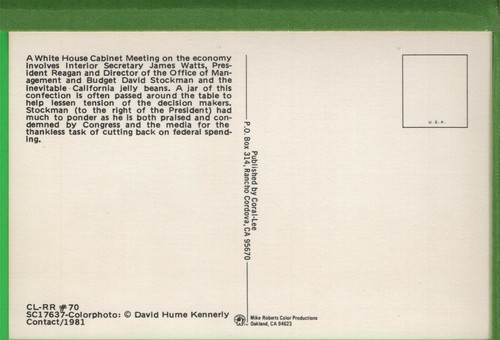 A White House Cabinet Meeting on the economy
involves Interior Secretary James Watts, Pres-
ident Reagan and Director of the Office of Man-
agement and Budget David Stockman and the
inevitable California jelly beans. A jar of this
confection is often passed around the table to
help lessen tension of the decision makers.
Stockman (to the right of the President) had
much to ponder as he is both praised and con-
demned by Congress and the media for the
thankless task of cutting back on federal spend-
ing.
U.S.A.
Published by Coral-Lee
P.O. Box 314, Rancho Cordova, CA 95670
CL-RR #70
SC17637-Colorphoto: © David Hume Kennerly
Contact/1981
Mike Roberts Color Productions
Oakland, CA 94623